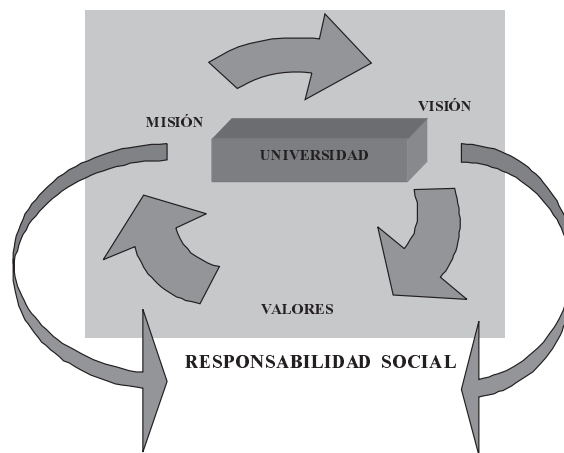 VISIÓN
MISIÓN
UNIVERSIDAD
VALORES
RESPONSABILIDAD SOCIAL